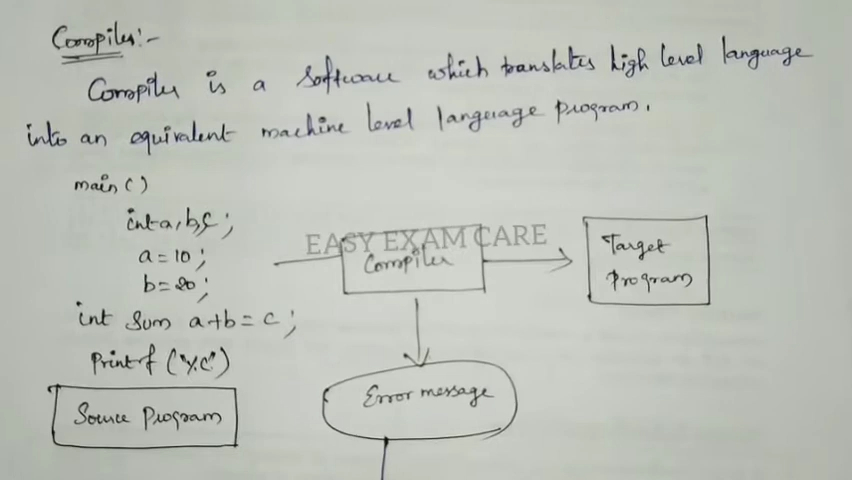 Compiler:-
Compiler is a software which translates high level language
into an equivalent machine level language program.
main()
int a, b, c;
a = 10;
b = 20;
int sum a+b = c;
printf ("%c")
Source Program
EASY EXAM CARE
Compiler
Target
Program
Error message